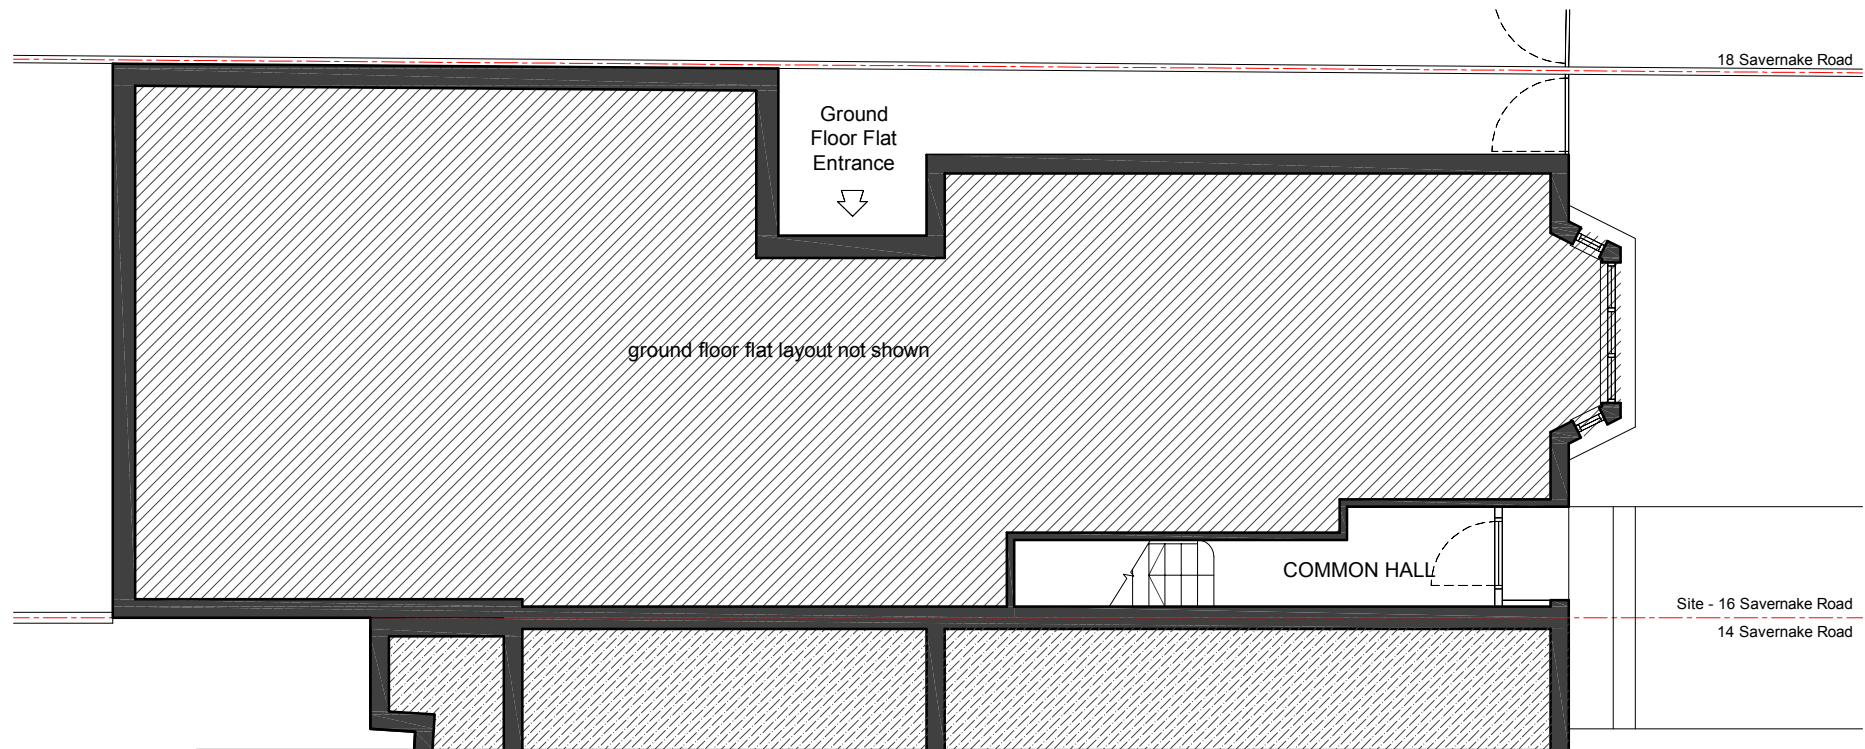 18 Savernake Road
Ground
Floor Flat
Entrance
ground floor flat layout not shown
COMMON HALL
Site - 16 Savernake Road
14 Savernake Road